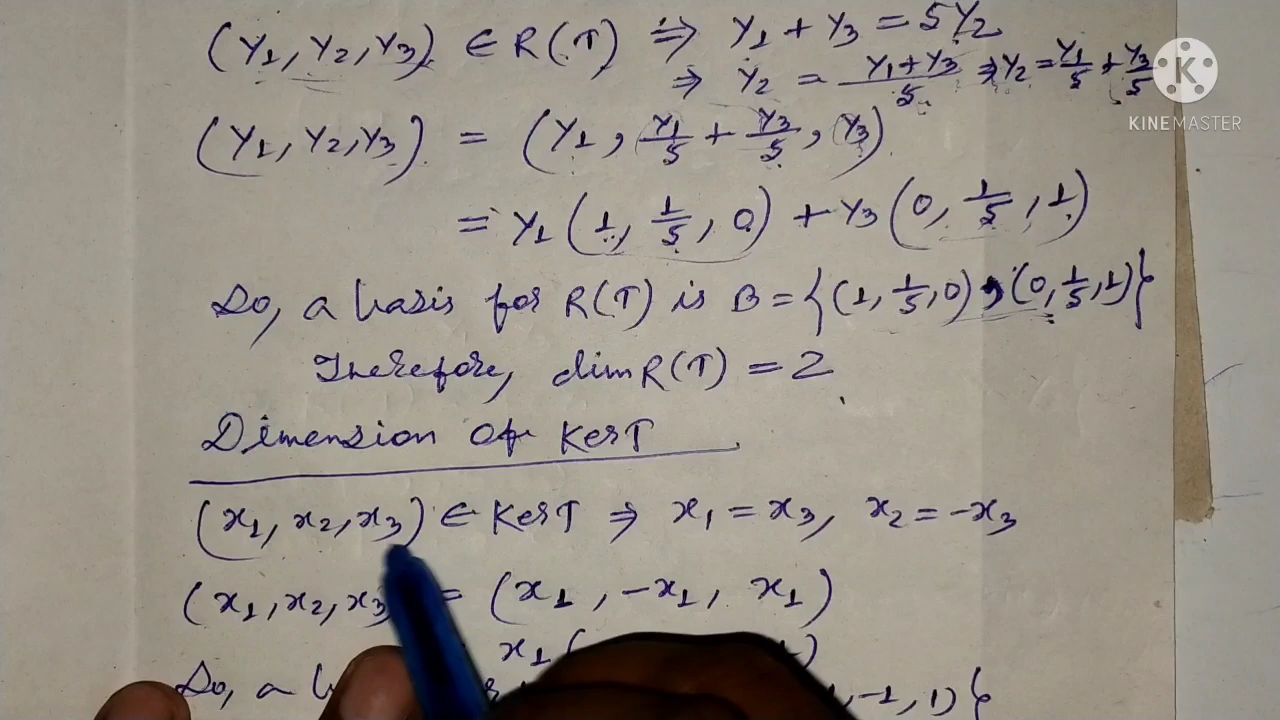 (Y1, Y2, Y3) ∈ R(T) ⇒ Y1 + Y3 = 5Y2
⇒ Y2 = (Y1+Y3)/5 ⇒ Y2 = Y1/5 + Y3/5
KINEMASTER
(Y1, Y2, Y3) = (Y1, Y1/5 + Y3/5, Y3)
= Y1 (1, 1/5, 0) + Y3 (0, 1/5, 1)
So, a basis for R(T) is B = {(1, 1/5, 0), (0, 1/5, 1)}
Therefore, dim R(T) = 2
Dimension of KerT
(x1, x2, x3) ∈ KerT ⇒ x1 = x3, x2 = -x3
(x1, x2, x3 = (x1, -x1, x1)
x1 (
So, a , -1, 1)}